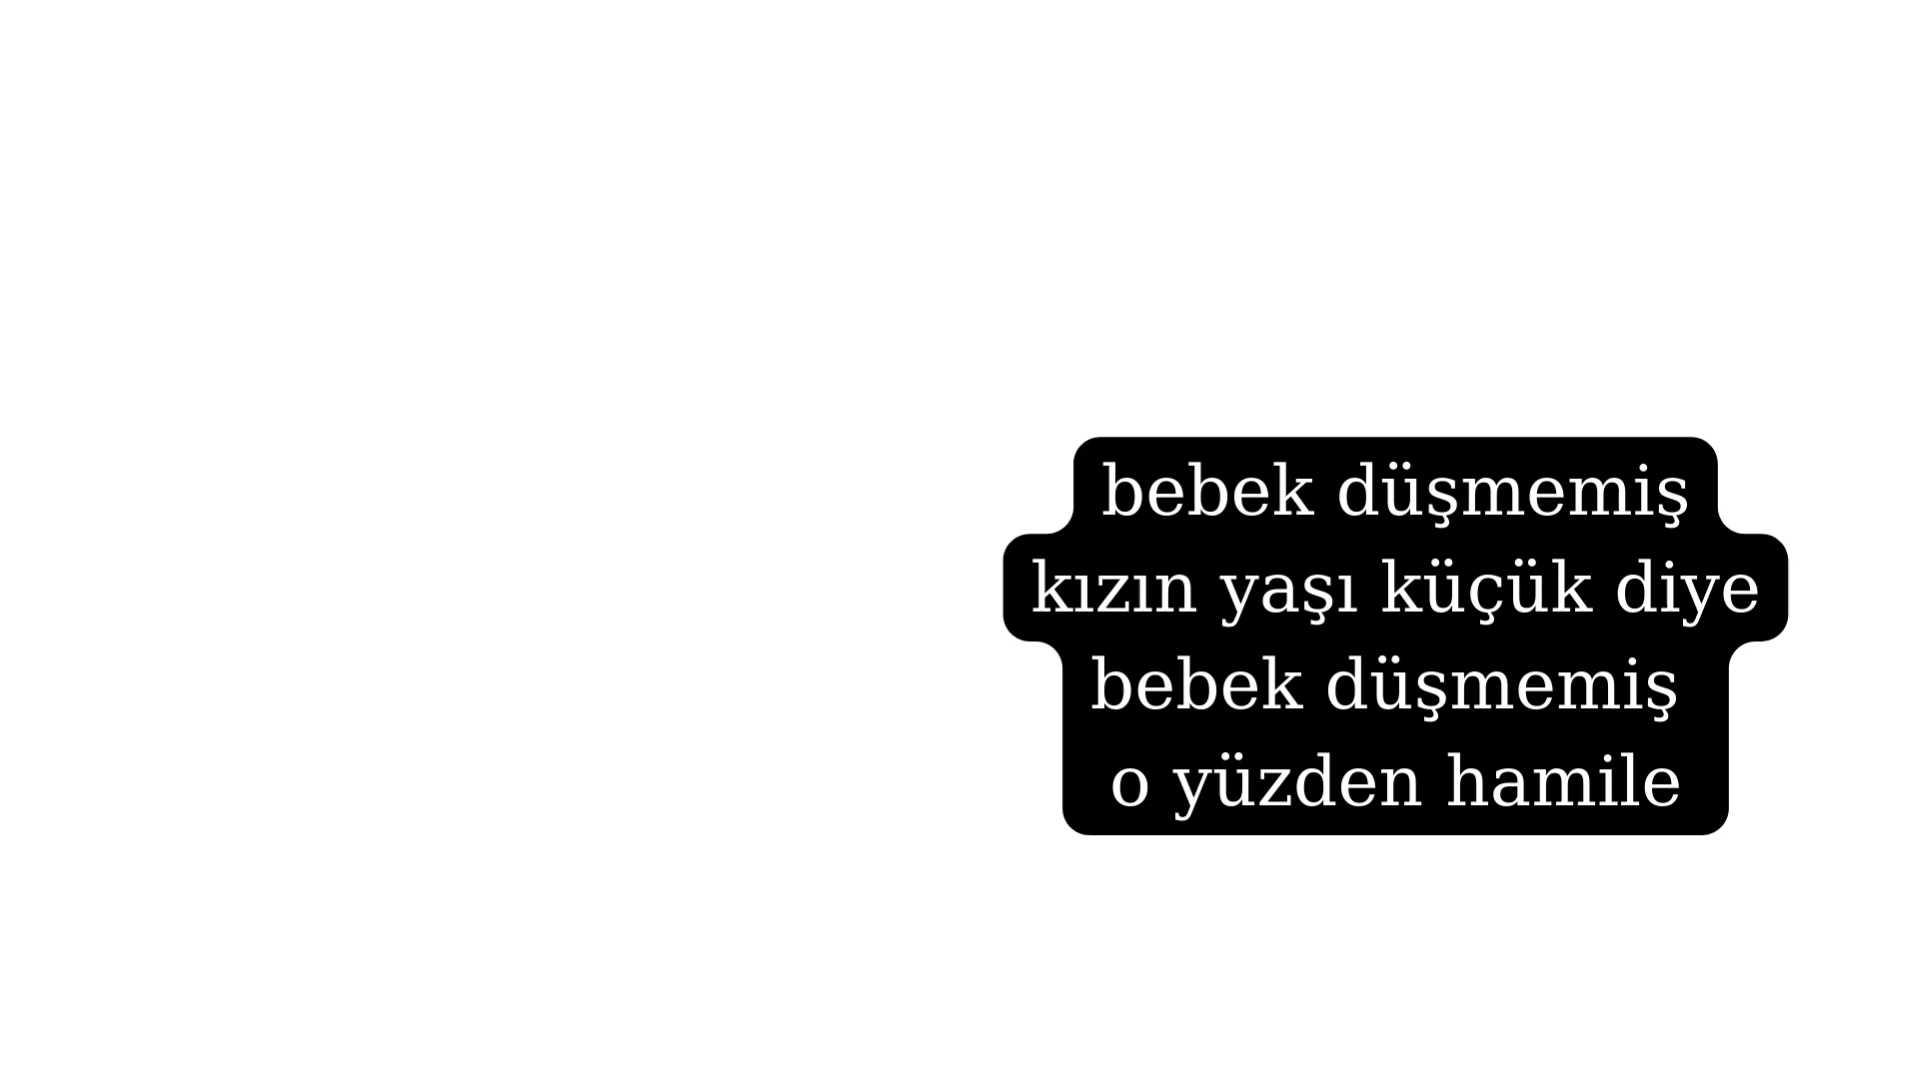 bebek düşmemiş
kızın yaşı küçük diye
bebek düşmemiş
o yüzden hamile